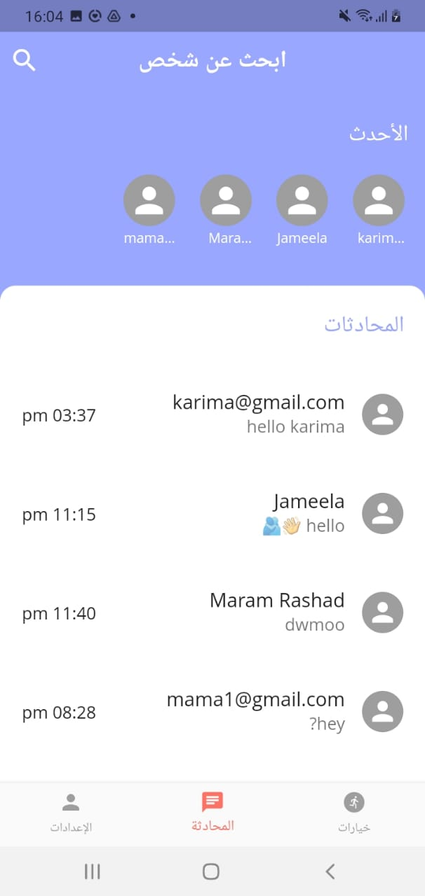 16:04
ابحث عن شخص
الأحدث
karim...
Jameela
Mara...
mama...
المحادثات
karima@gmail.com
hello karima
pm 03:37
Jameela
🫂👋🏼 hello
pm 11:15
Maram Rashad
dwmoo
pm 11:40
mama1@gmail.com
?hey
pm 08:28
خيارات
المحادثة
الإعدادات